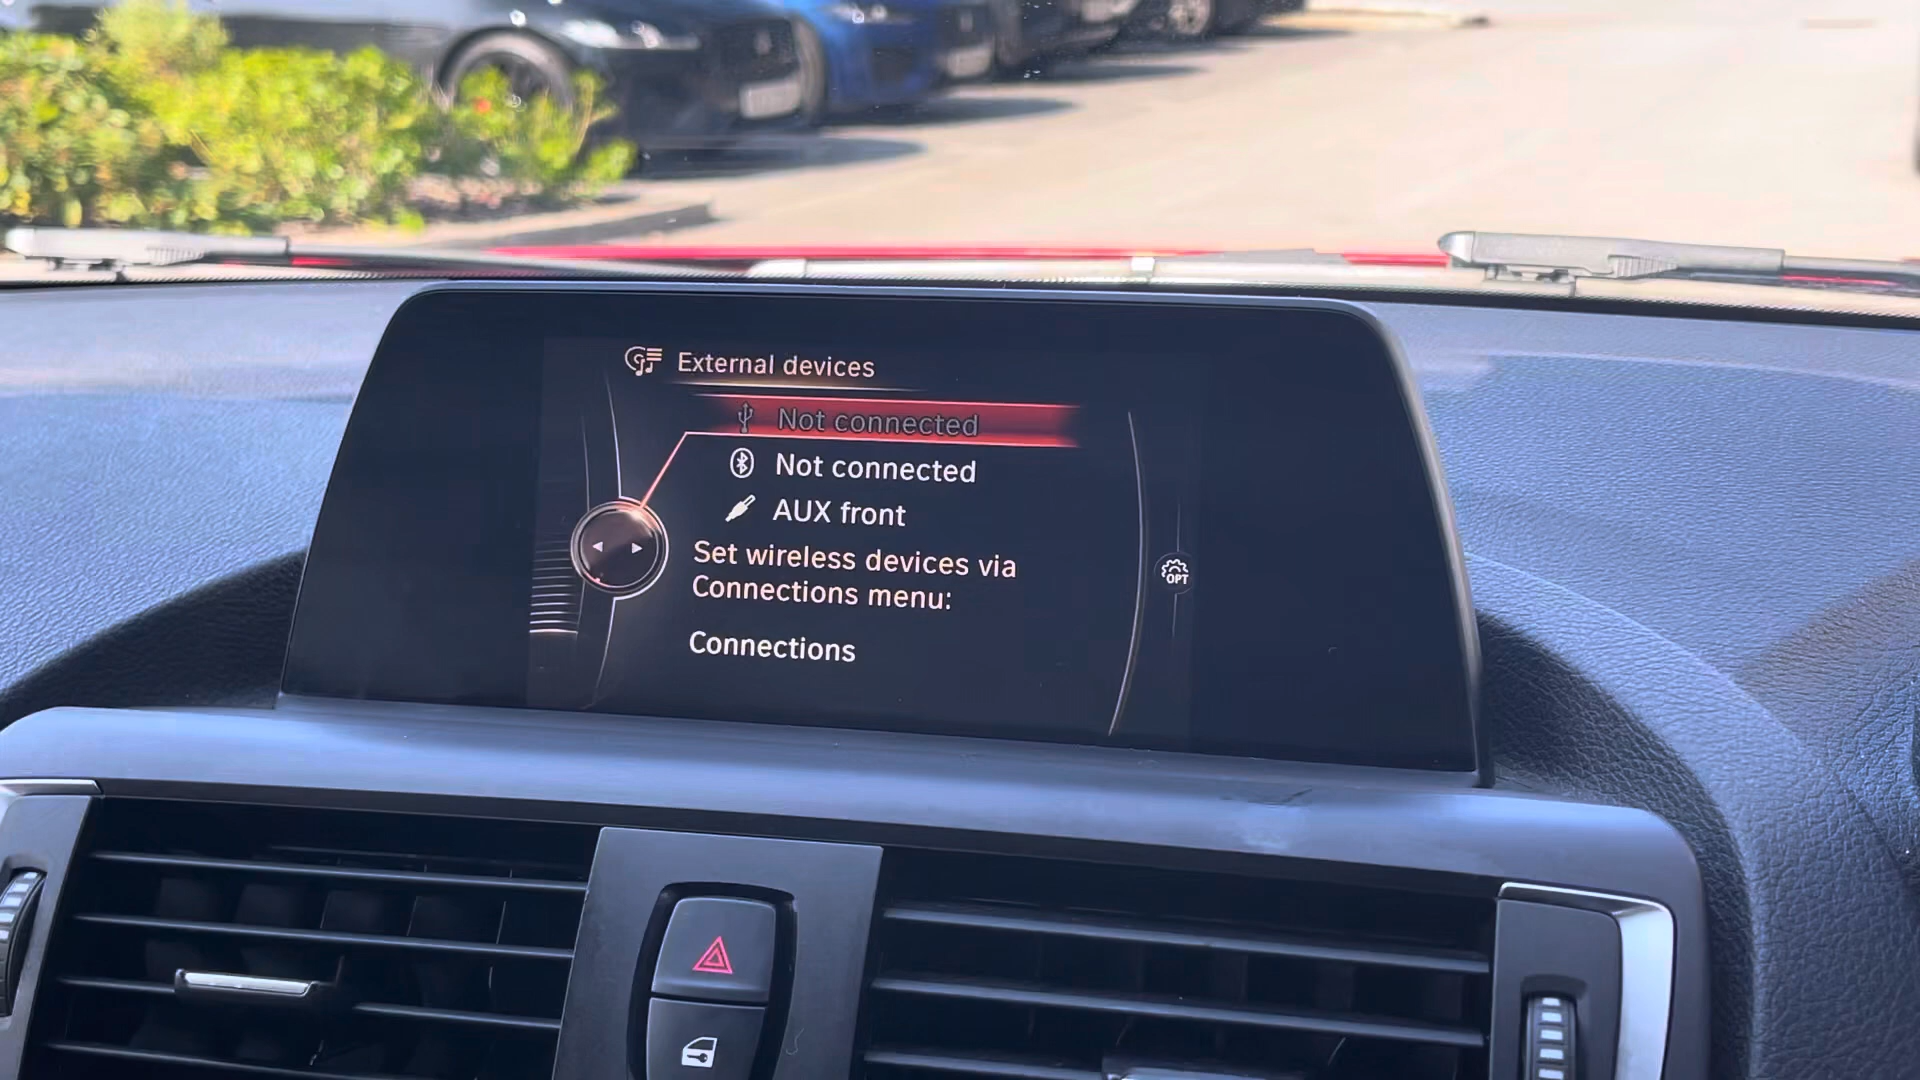 External devices
Not connected
Not connected
AUX front
Set wireless devices via
Connections menu:
Connections
OPT